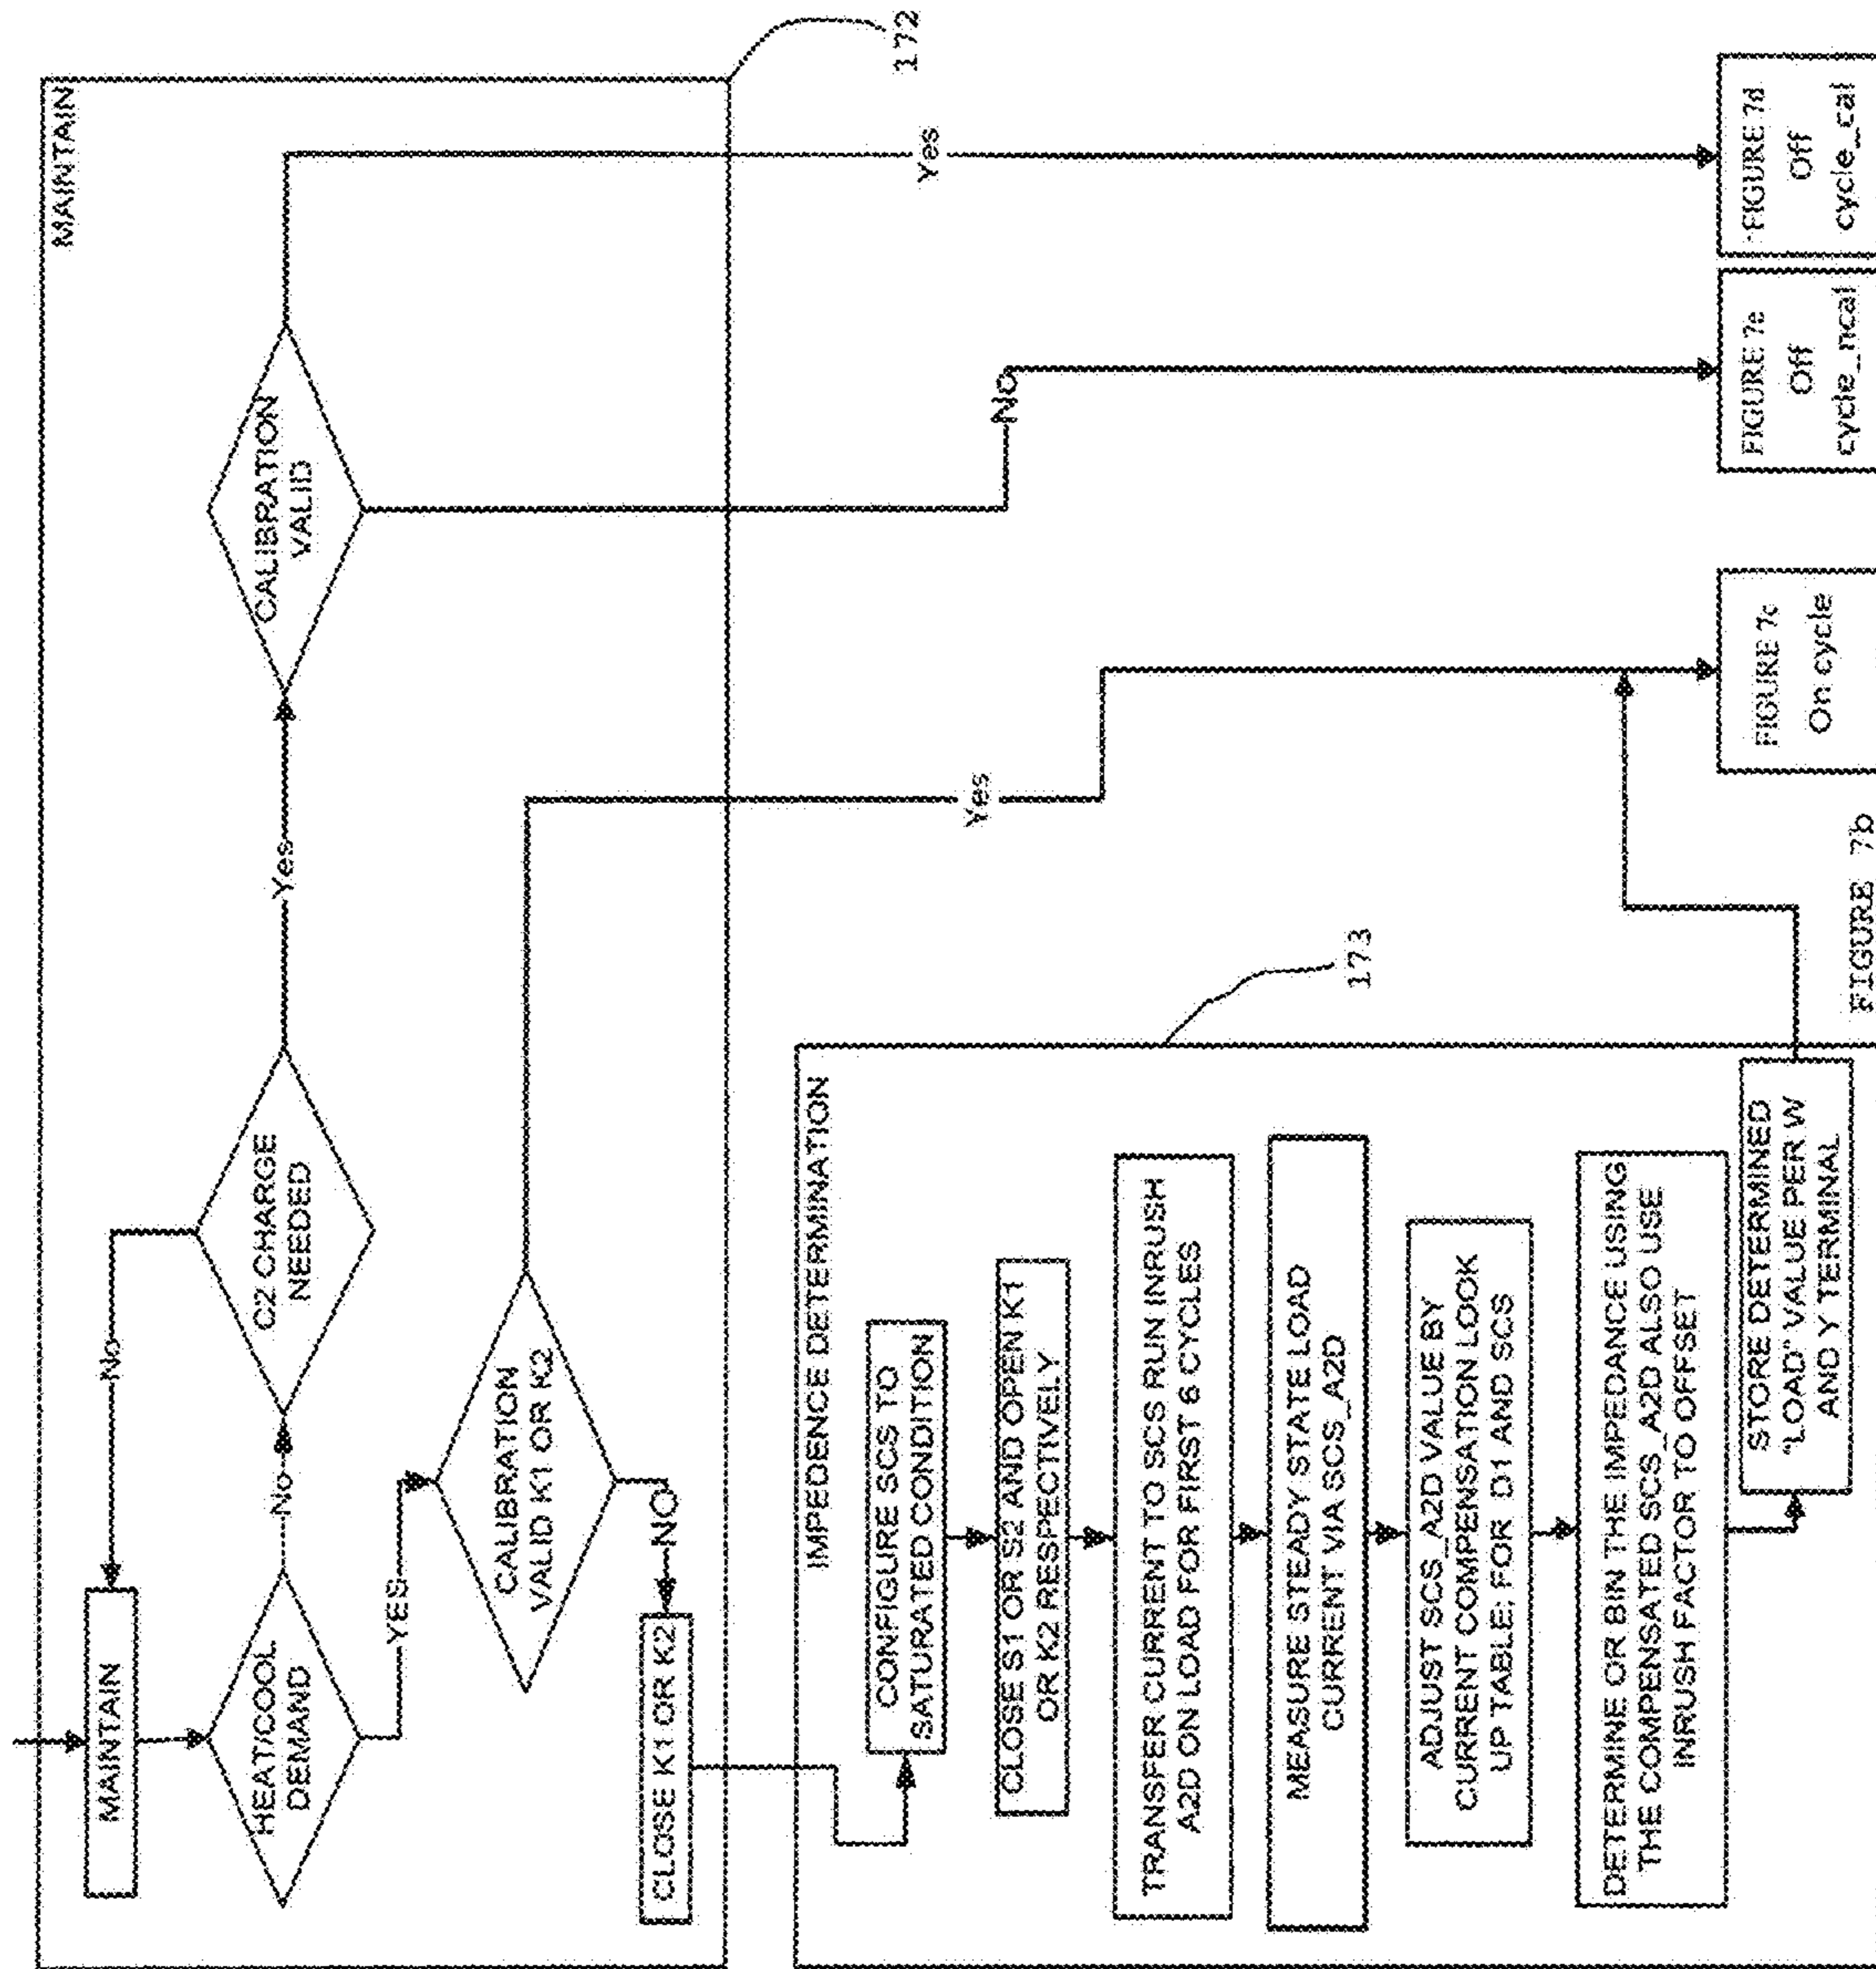 MAINTAIN
MAINTAIN
HEAT/COOL
DEMAND
No
YES
C2 CHARGE
NEEDED
No
Yes
CALIBRATION
VALID
Yes
No
CALIBRATION
VALID K1 OR K2
Yes
NO
CLOSE K1 OR K2
172
IMPEDENCE DETERMINATION
CONFIGURE SCS TO
SATURATED CONDITION
CLOSE S1 OR S2 AND OPEN K1
OR K2 RESPECTIVELY
TRANSFER CURRENT TO SCS RUN INRUSH
A2D ON LOAD FOR FIRST 6 CYCLES
MEASURE STEADY STATE LOAD
CURRENT VIA SCS_A2D
ADJUST SCS_A2D VALUE BY
CURRENT COMPENSATION LOOK
UP TABLE; FOR D1 AND SCS
DETERMINE OR BIN THE IMPEDANCE USING
THE COMPENSATED SCS_A2D ALSO USE
INRUSH FACTOR TO OFFSET
STORE DETERMINED
"LOAD" VALUE PER W
AND Y TERMINAL
173
FIGURE 7c
On cycle
FIGURE 7e
Off
cycle_ncal
FIGURE 7d
Off
cycle_cal
FIGURE 7b